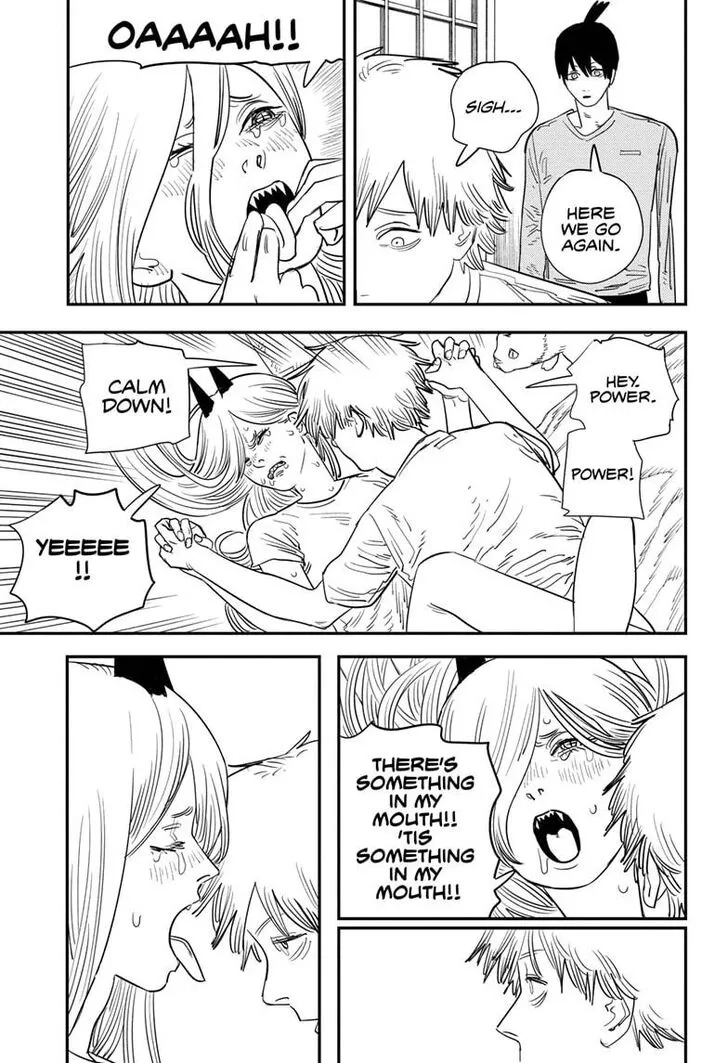 SIGH...
HERE
WE GO
AGAIN.
OAAAAH!!
HEY.
POWER.
POWER!
CALM
DOWN!
YEEEEE
!!
THERE'S
SOMETHING
IN MY
MOUTH!!
'TIS
SOMETHING
IN MY
MOUTH!!